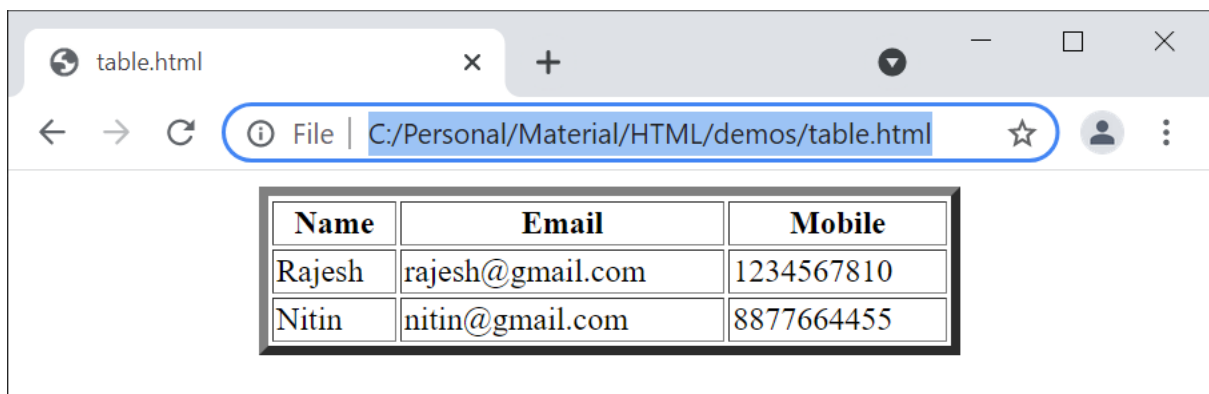 table.html
File C:/Personal/Material/HTML/demos/table.html
Name Email Mobile
Rajesh rajesh@gmail.com 1234567810
Nitin nitin@gmail.com 8877664455